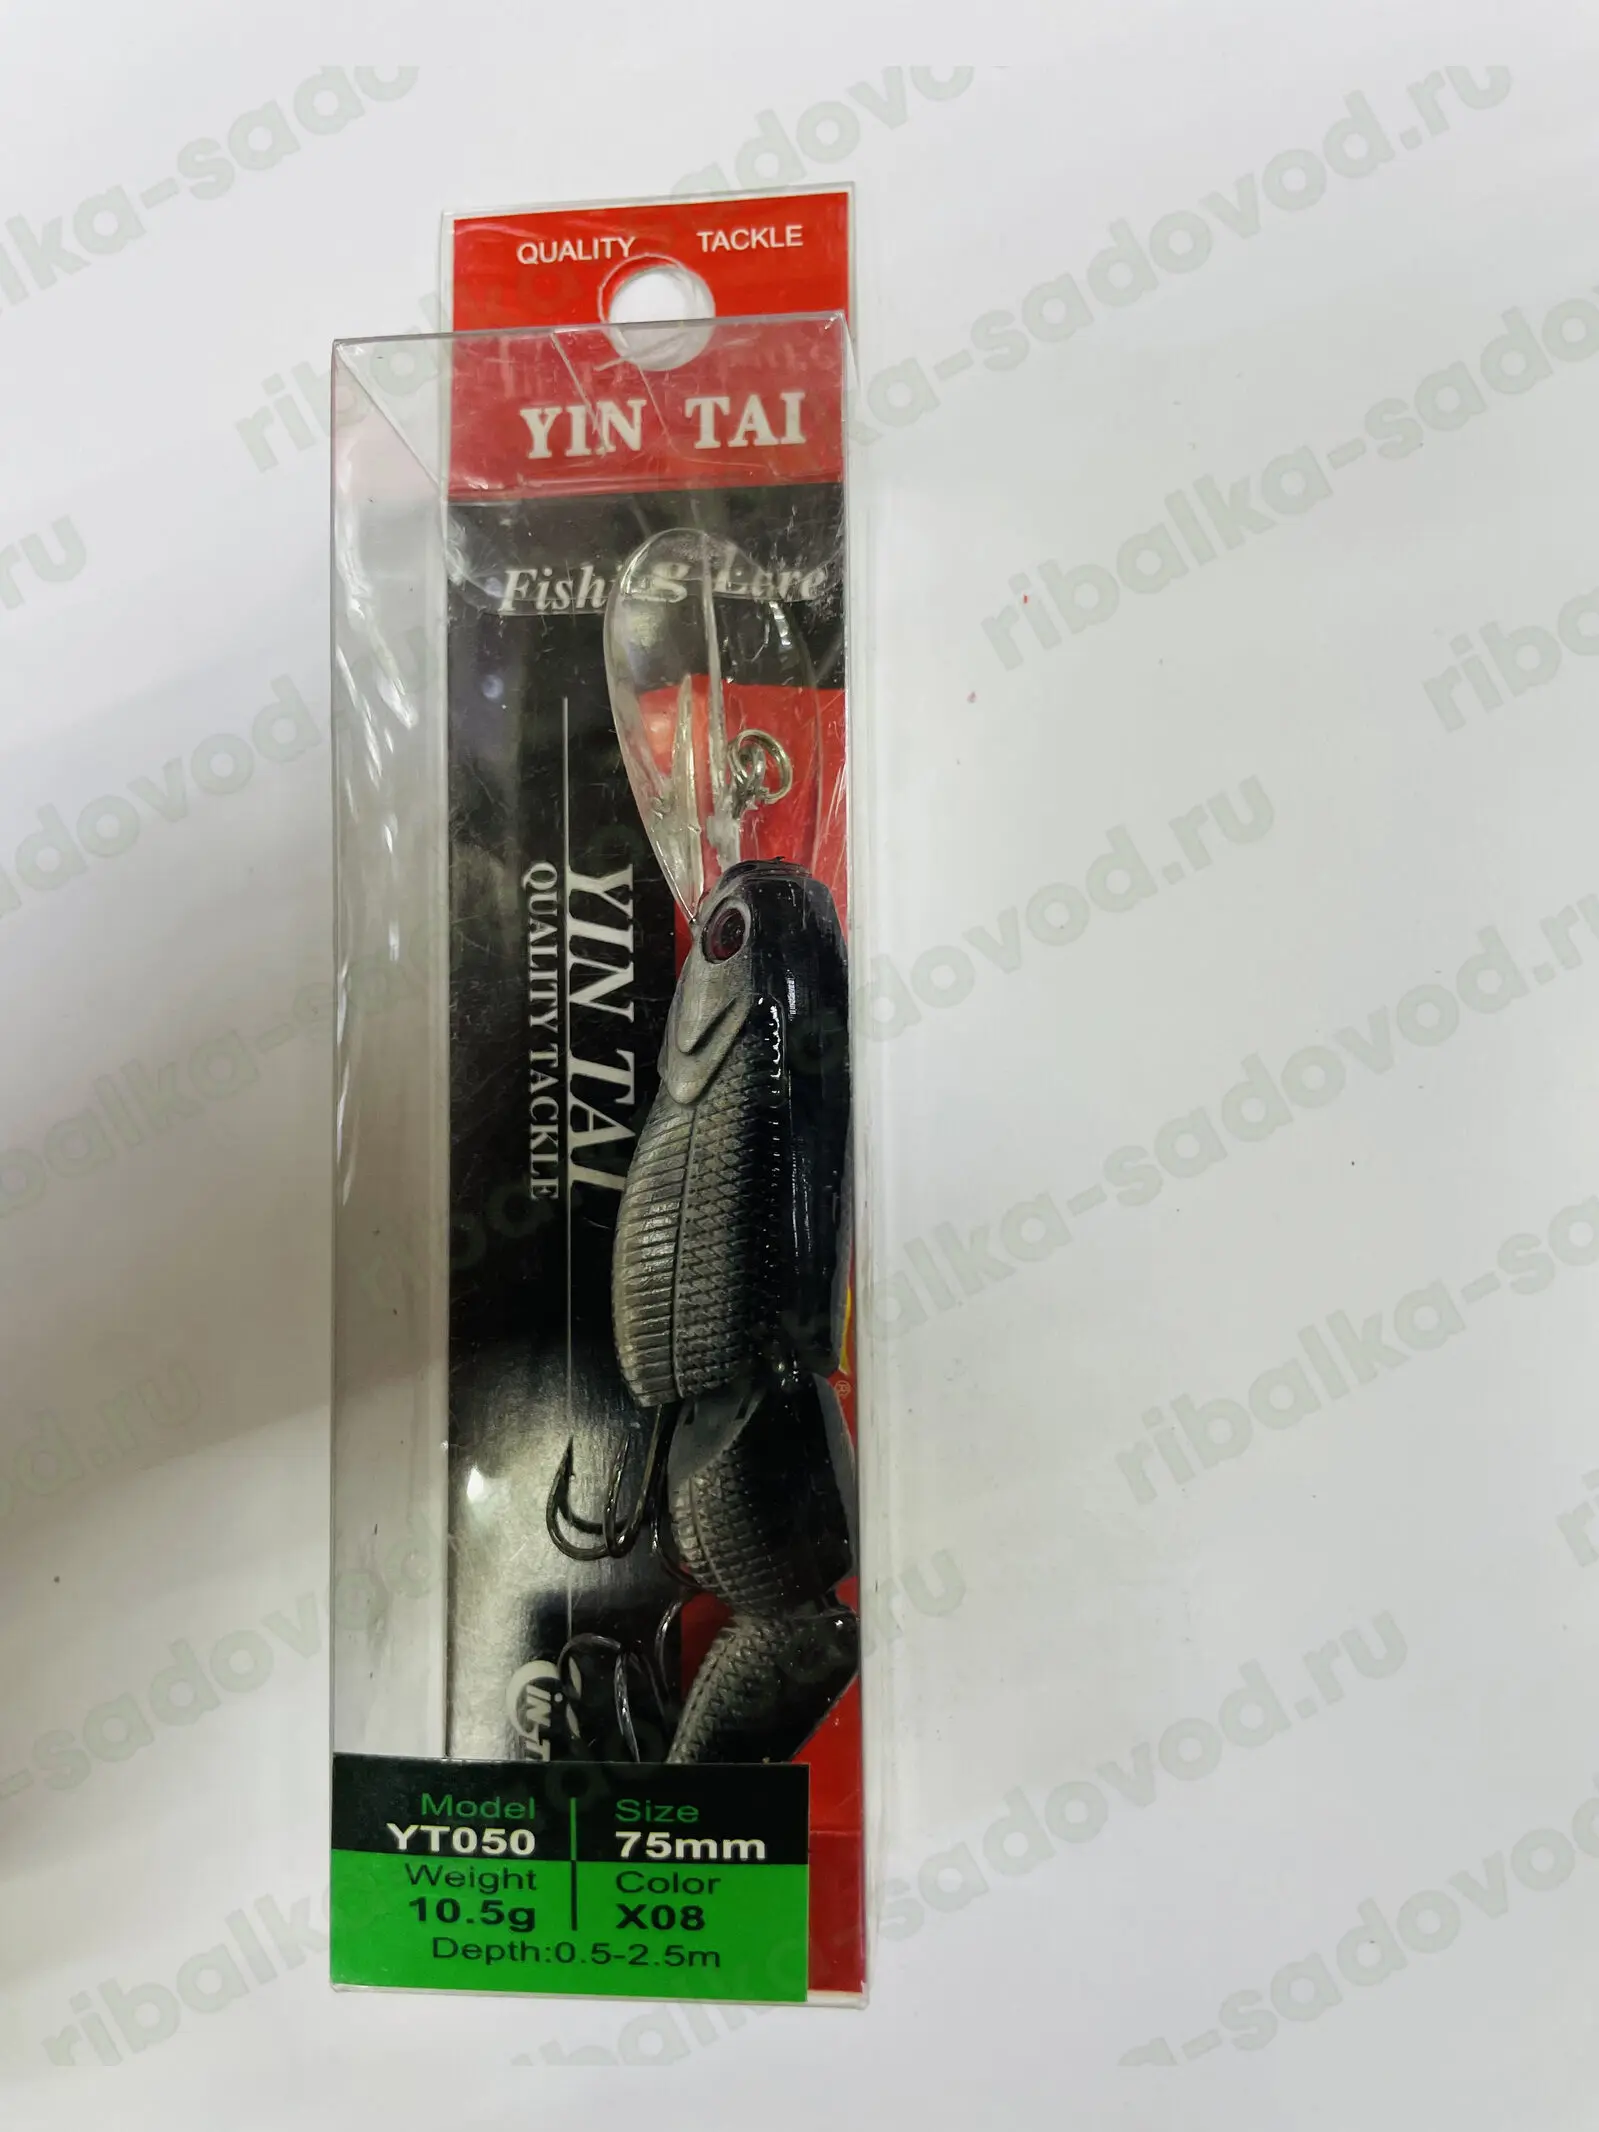 QUALITY TACKLE
YIN TAI
Fishing Lure
YIN TAI
QUALITY TACKLE
Model
YT050
Size
75mm
Weight
10.5g
Color
X08
Depth:0.5-2.5m
ribalka-sadovod.ru